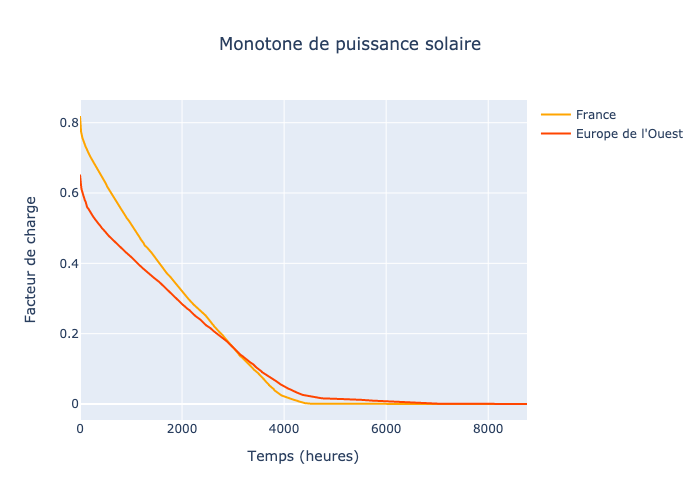 Monotone de puissance solaire
France
Europe de l'Ouest
Facteur de charge
0.8
0.6
0.4
0.2
0
0
2000
4000
6000
8000
Temps (heures)